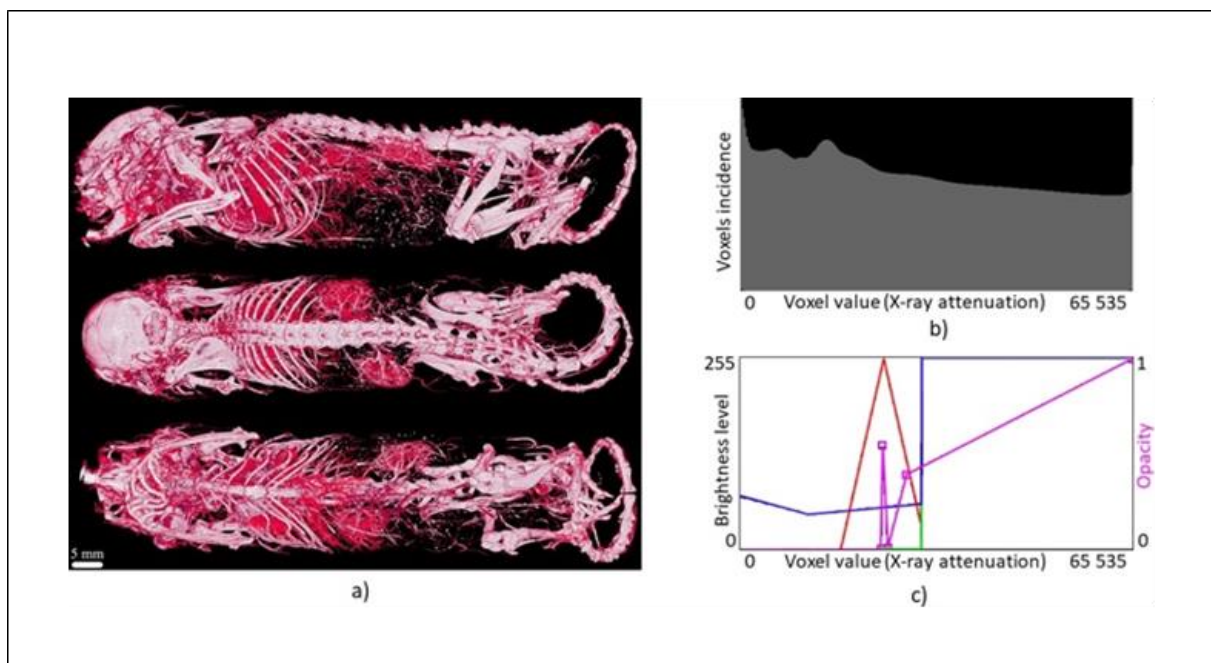 5 mm
a)
Voxels incidence
0 Voxel value (X-ray attenuation) 65 535
b)
255
Brightness level
0
1
Opacity
0
0 Voxel value (X-ray attenuation) 65 535
c)